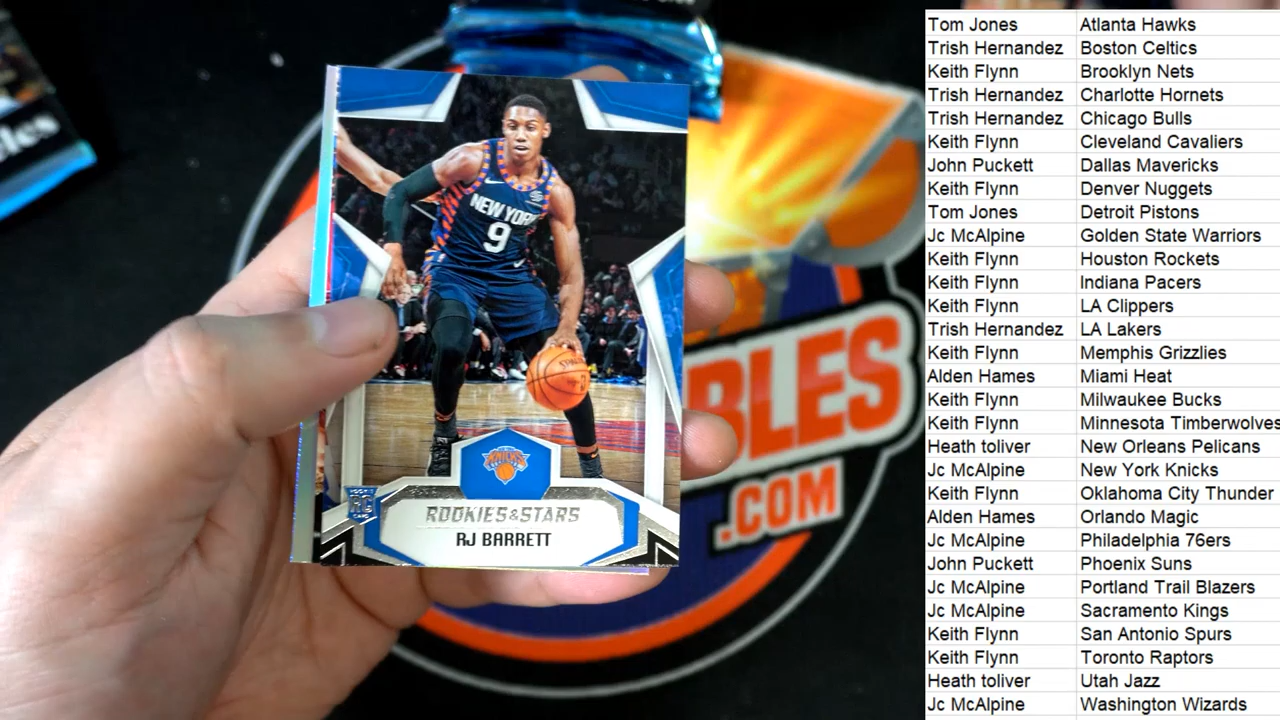 les
NEW YORK
9
SPALDING
KNICKS
RC
ROOKIES&STARS
RJ BARRETT
BLES
.COM
Tom Jones Atlanta Hawks
Trish Hernandez Boston Celtics
Keith Flynn Brooklyn Nets
Trish Hernandez Charlotte Hornets
Trish Hernandez Chicago Bulls
Keith Flynn Cleveland Cavaliers
John Puckett Dallas Mavericks
Keith Flynn Denver Nuggets
Tom Jones Detroit Pistons
Jc McAlpine Golden State Warriors
Keith Flynn Houston Rockets
Keith Flynn Indiana Pacers
Keith Flynn LA Clippers
Trish Hernandez LA Lakers
Keith Flynn Memphis Grizzlies
Alden Hames Miami Heat
Keith Flynn Milwaukee Bucks
Keith Flynn Minnesota Timberwolves
Heath toliver New Orleans Pelicans
Jc McAlpine New York Knicks
Keith Flynn Oklahoma City Thunder
Alden Hames Orlando Magic
Jc McAlpine Philadelphia 76ers
John Puckett Phoenix Suns
Jc McAlpine Portland Trail Blazers
Jc McAlpine Sacramento Kings
Keith Flynn San Antonio Spurs
Keith Flynn Toronto Raptors
Heath toliver Utah Jazz
Jc McAlpine Washington Wizards